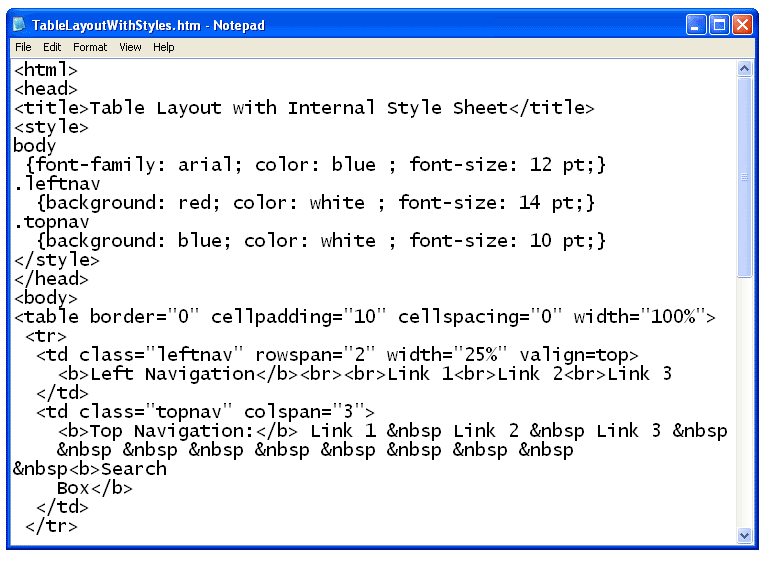 TableLayoutWithStyles.htm - Notepad
File Edit Format View Help
<html>
<head>
<title>Table Layout with Internal Style Sheet</title>
<style>
body
 {font-family: arial; color: blue ; font-size: 12 pt;}
.leftnav
  {background: red; color: white ; font-size: 14 pt;}
.topnav
  {background: blue; color: white ; font-size: 10 pt;}
</style>
</head>
<body>
<table border="0" cellpadding="10" cellspacing="0" width="100%">
 <tr>
  <td class="leftnav" rowspan="2" width="25%" valign=top>
    <b>Left Navigation</b><br><br>Link 1<br>Link 2<br>Link 3
  </td>
  <td class="topnav" colspan="3">
    <b>Top Navigation:</b> Link 1 &nbsp Link 2 &nbsp Link 3 &nbsp
    &nbsp &nbsp &nbsp &nbsp &nbsp &nbsp &nbsp &nbsp
&nbsp<b>Search
    Box</b>
  </td>
 </tr>